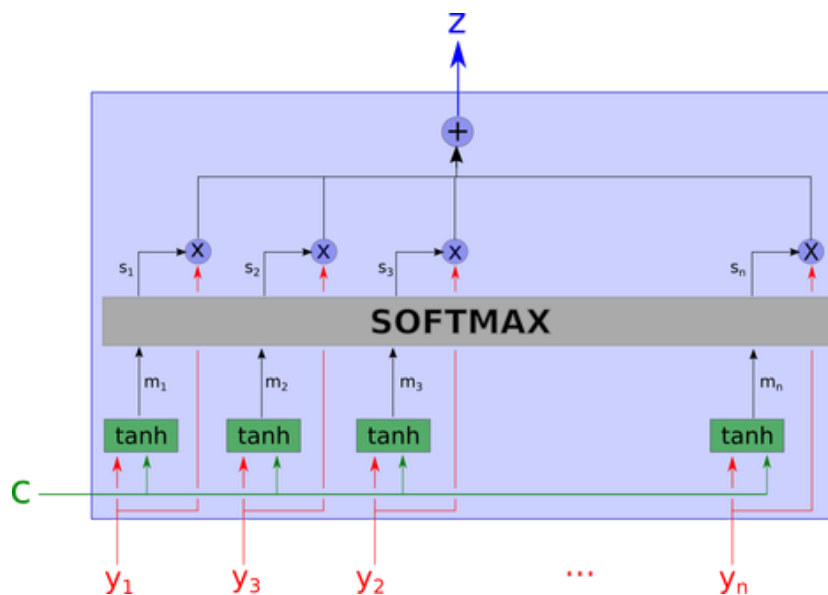 z
+
x x x x
s₁ s₂ s₃ sₙ
SOFTMAX
m₁ m₂ m₃ mₙ
tanh tanh tanh tanh
C
y₁ y₃ y₂ ... yₙ